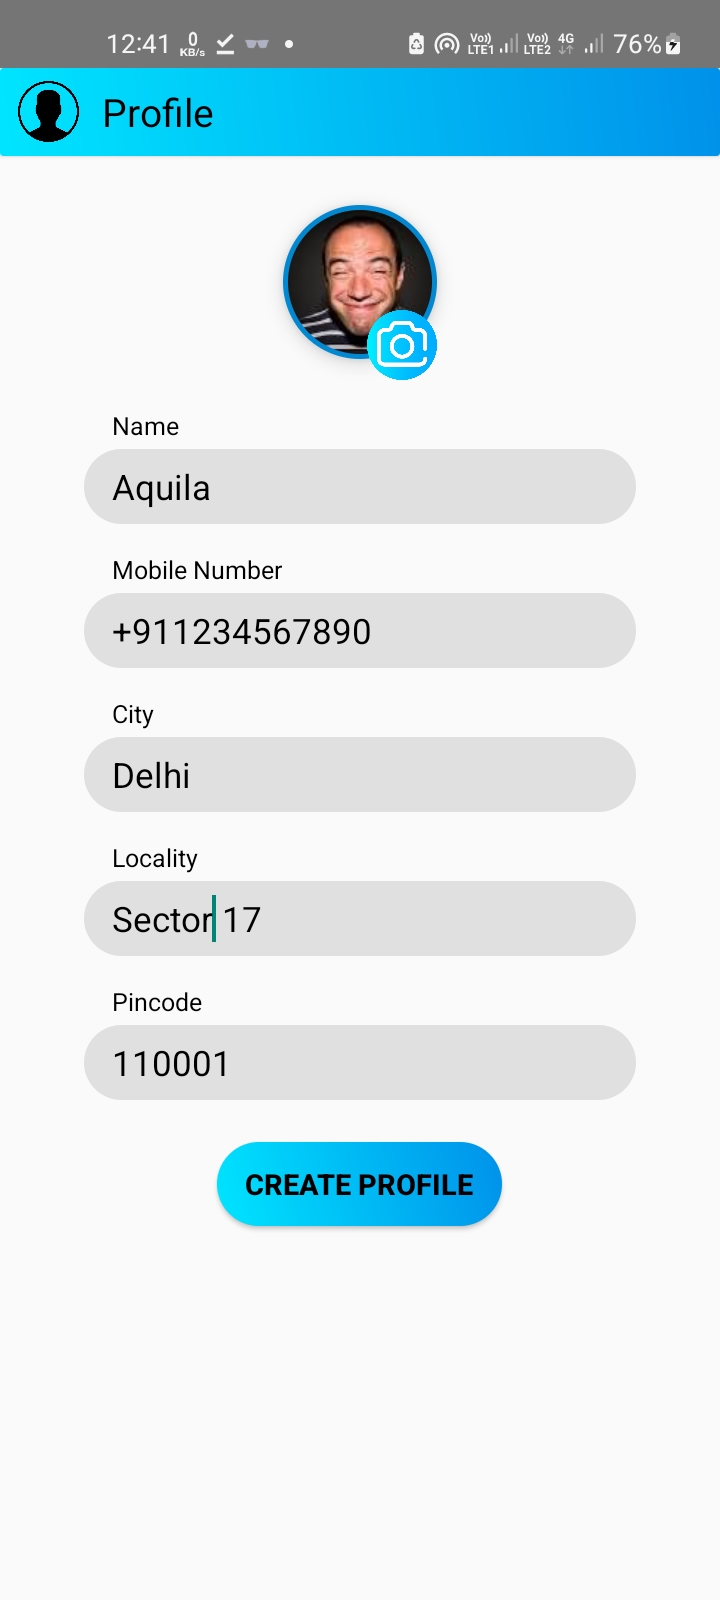 12:41 0 KB/s Vo)) LTE1 Vo)) LTE2 4G 76%
Profile
Name
Aquila
Mobile Number
+911234567890
City
Delhi
Locality
Sector 17
Pincode
110001
CREATE PROFILE